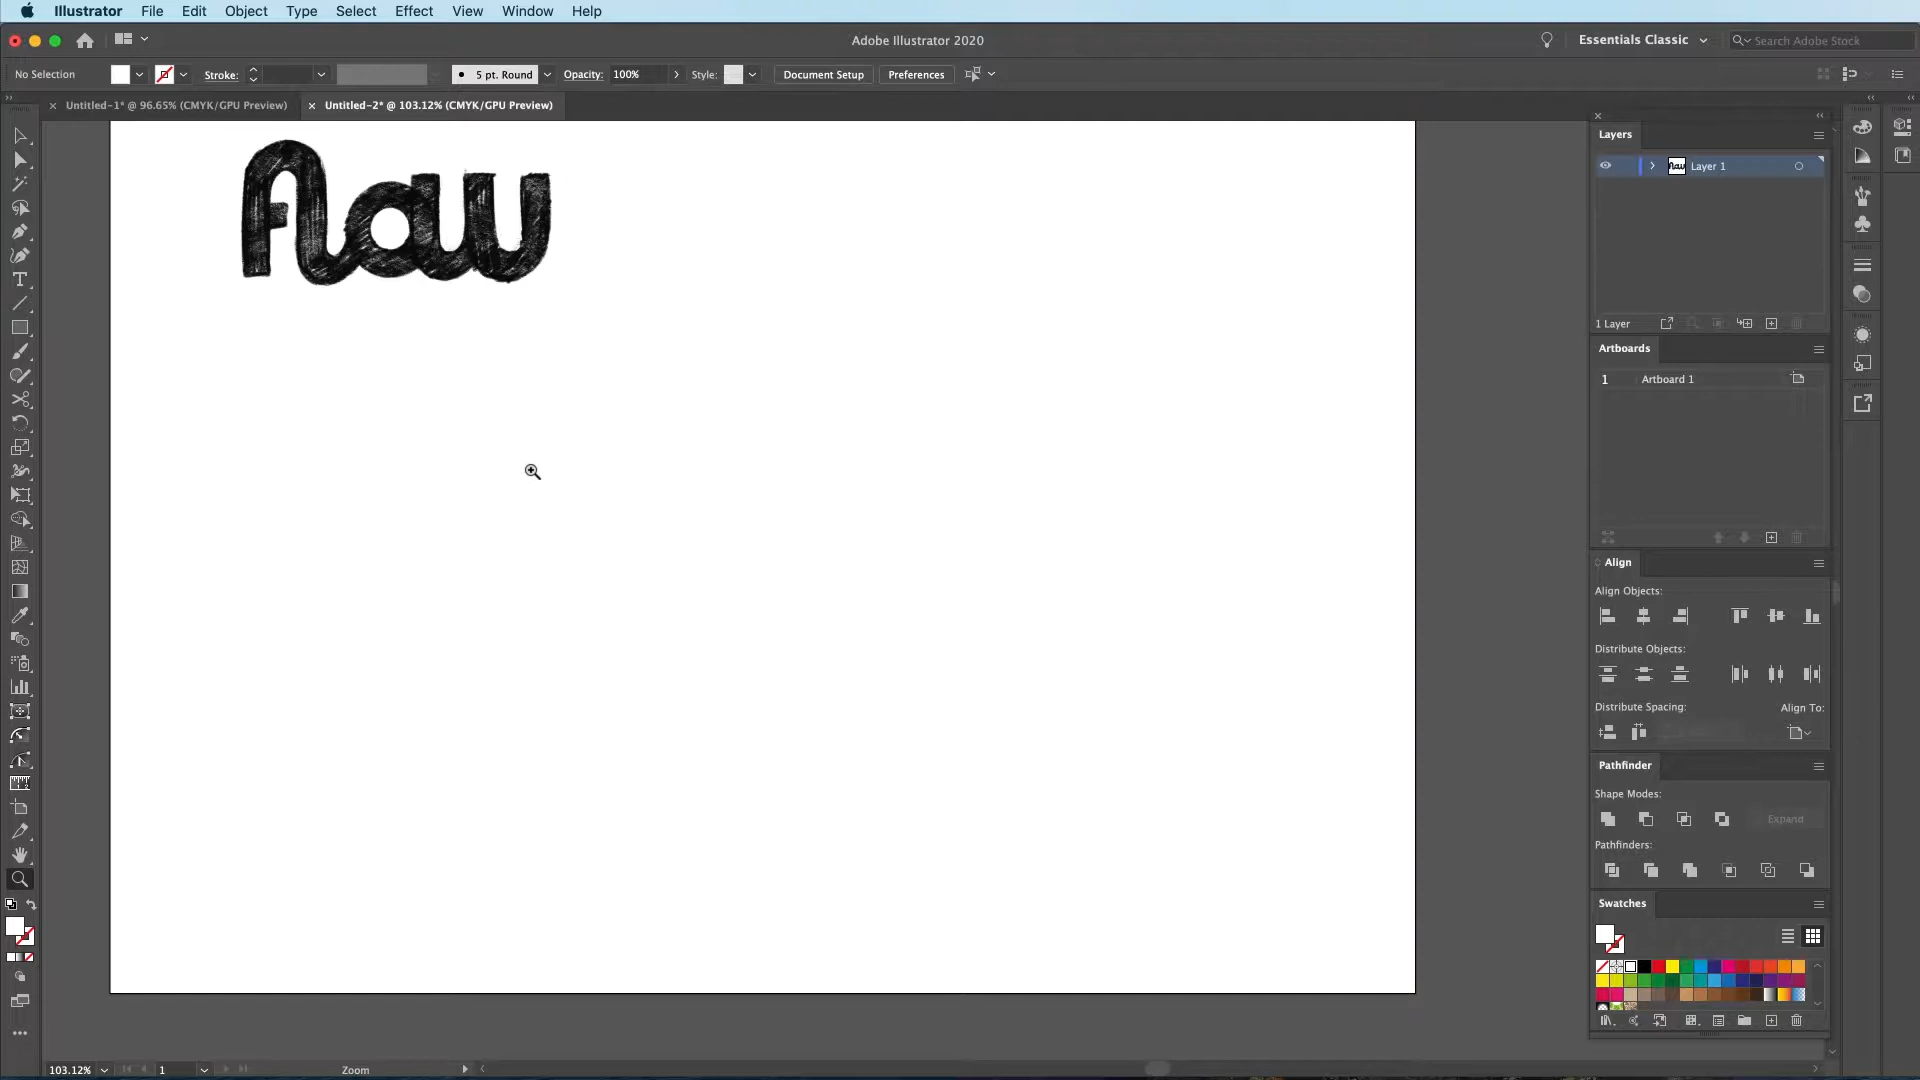 Illustrator File Edit Object Type Select Effect View Window Help
Adobe Illustrator 2020
Essentials Classic
Search Adobe Stock
No Selection
Stroke:
5 pt. Round
Opacity: 100%
Style:
Document Setup
Preferences
Untitled-1* @ 96.65% (CMYK/GPU Preview)
Untitled-2* @ 103.12% (CMYK/GPU Preview)
flaw
Layers
Layer 1
1 Layer
Artboards
1 Artboard 1
Align
Align Objects:
Distribute Objects:
Distribute Spacing:
Align To:
Pathfinder
Shape Modes:
Expand
Pathfinders:
Swatches
103.12%
1
Zoom